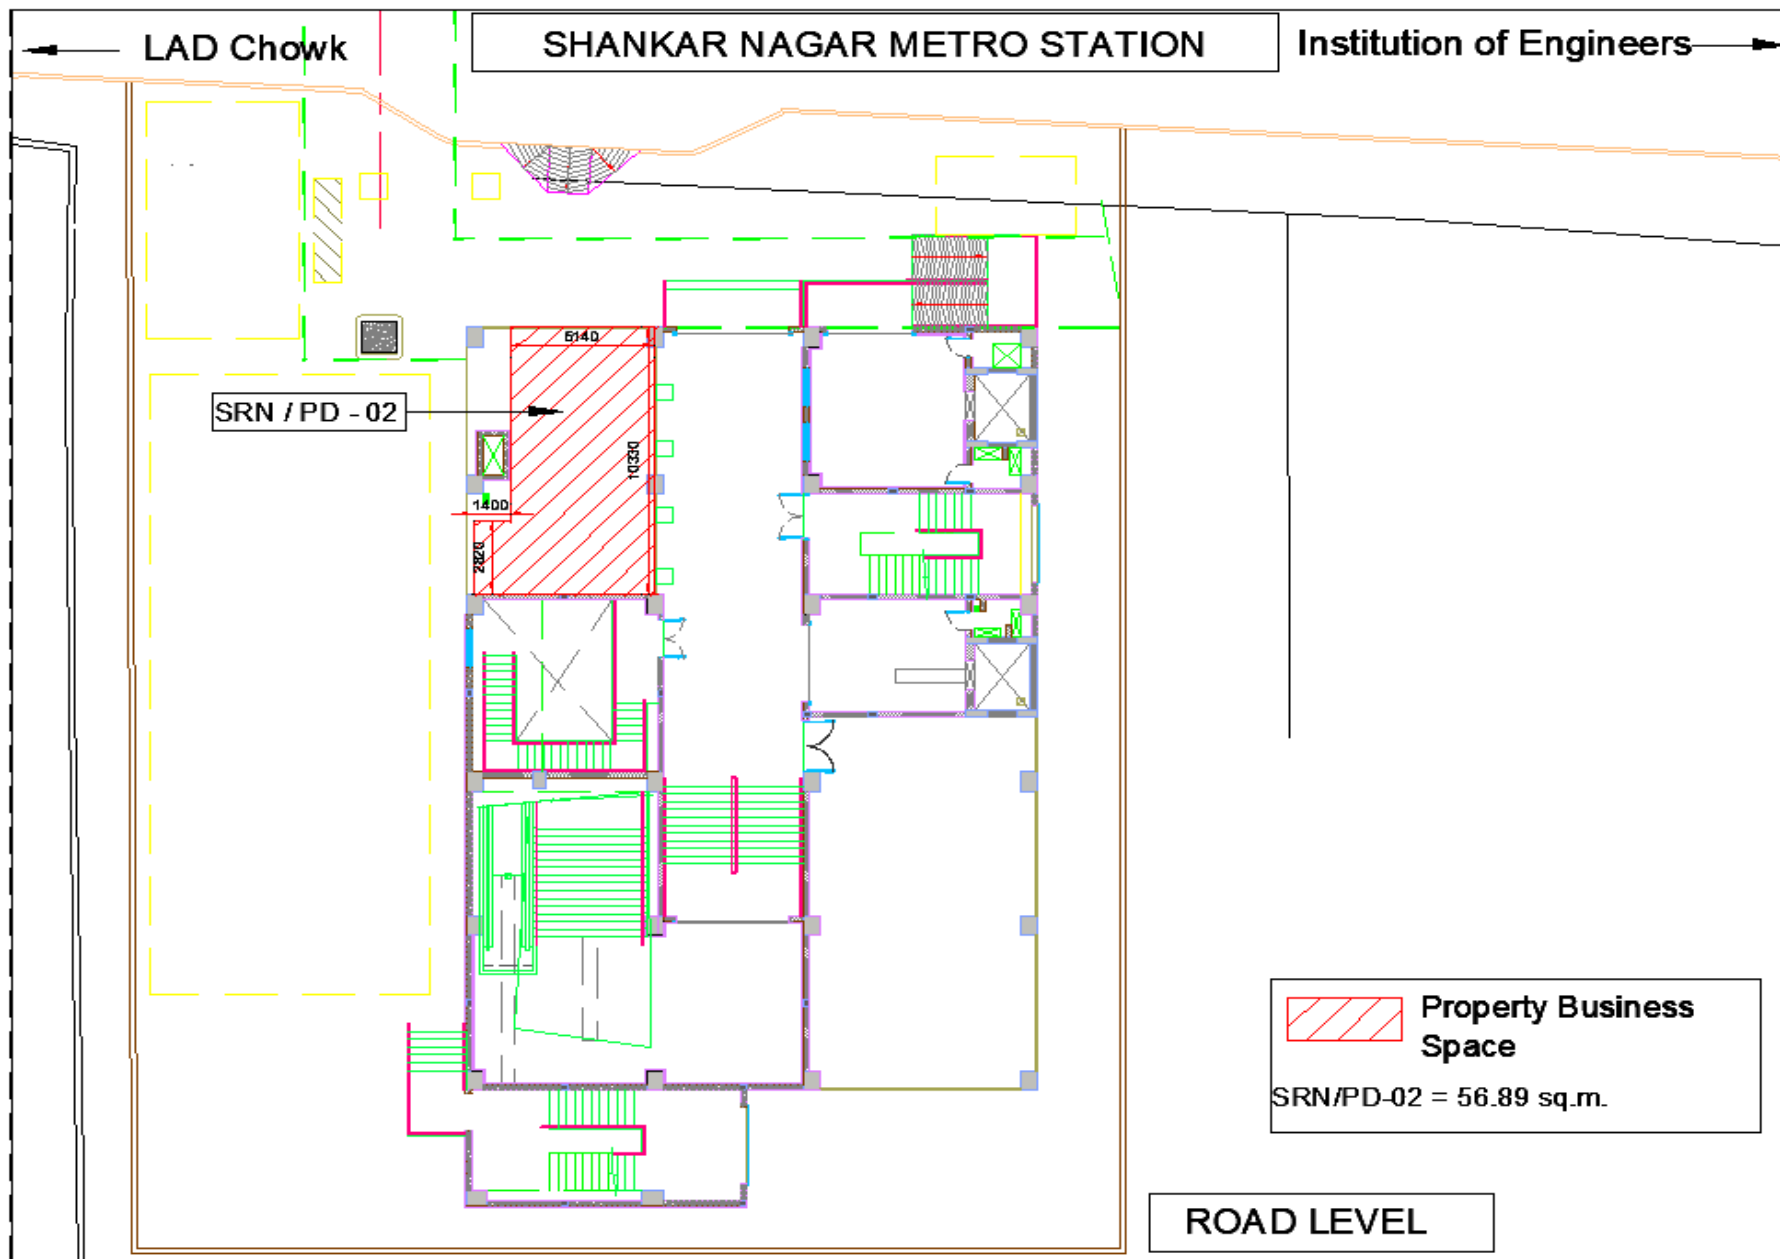 LAD Chowk
SHANKAR NAGAR METRO STATION
Institution of Engineers
5140
SRN / PD - 02
10330
1400
2820
Property Business
Space
SRN/PD-02 = 56.89 sq.m.
ROAD LEVEL